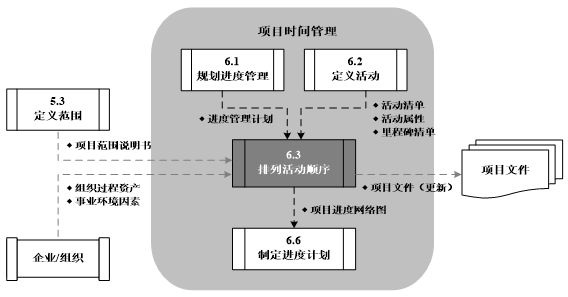 项目时间管理
6.1
规划进度管理
6.2
定义活动
5.3
定义范围
进度管理计划
活动清单
活动属性
里程碑清单
项目范围说明书
6.3
排列活动顺序
项目文件
组织过程资产
事业环境因素
项目文件（更新）
项目进度网络图
企业/组织
6.6
制定进度计划